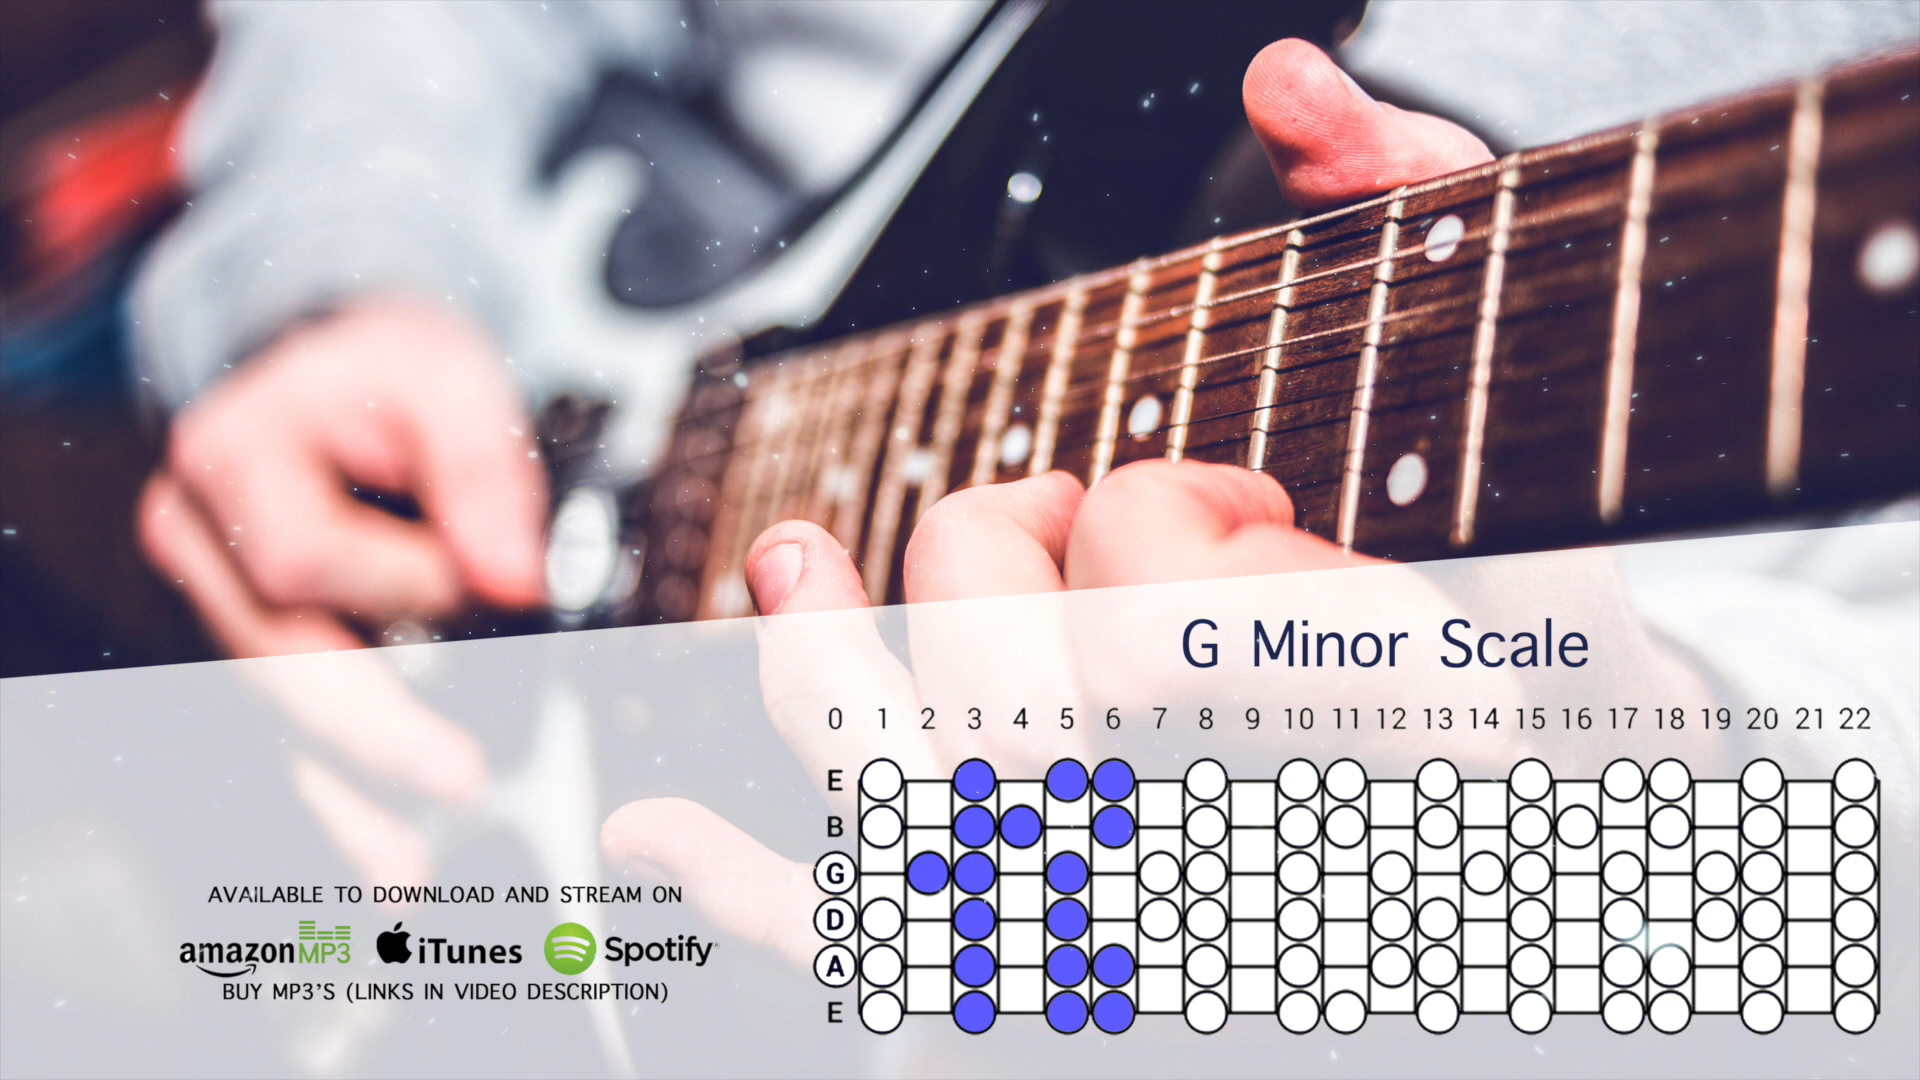 G Minor Scale
0 1 2 3 4 5 6 7 8 9 10 11 12 13 14 15 16 17 18 19 20 21 22
E
B
G
D
A
E
AVAILABLE TO DOWNLOAD AND STREAM ON
amazonMP3 iTunes Spotify
BUY MP3'S (LINKS IN VIDEO DESCRIPTION)